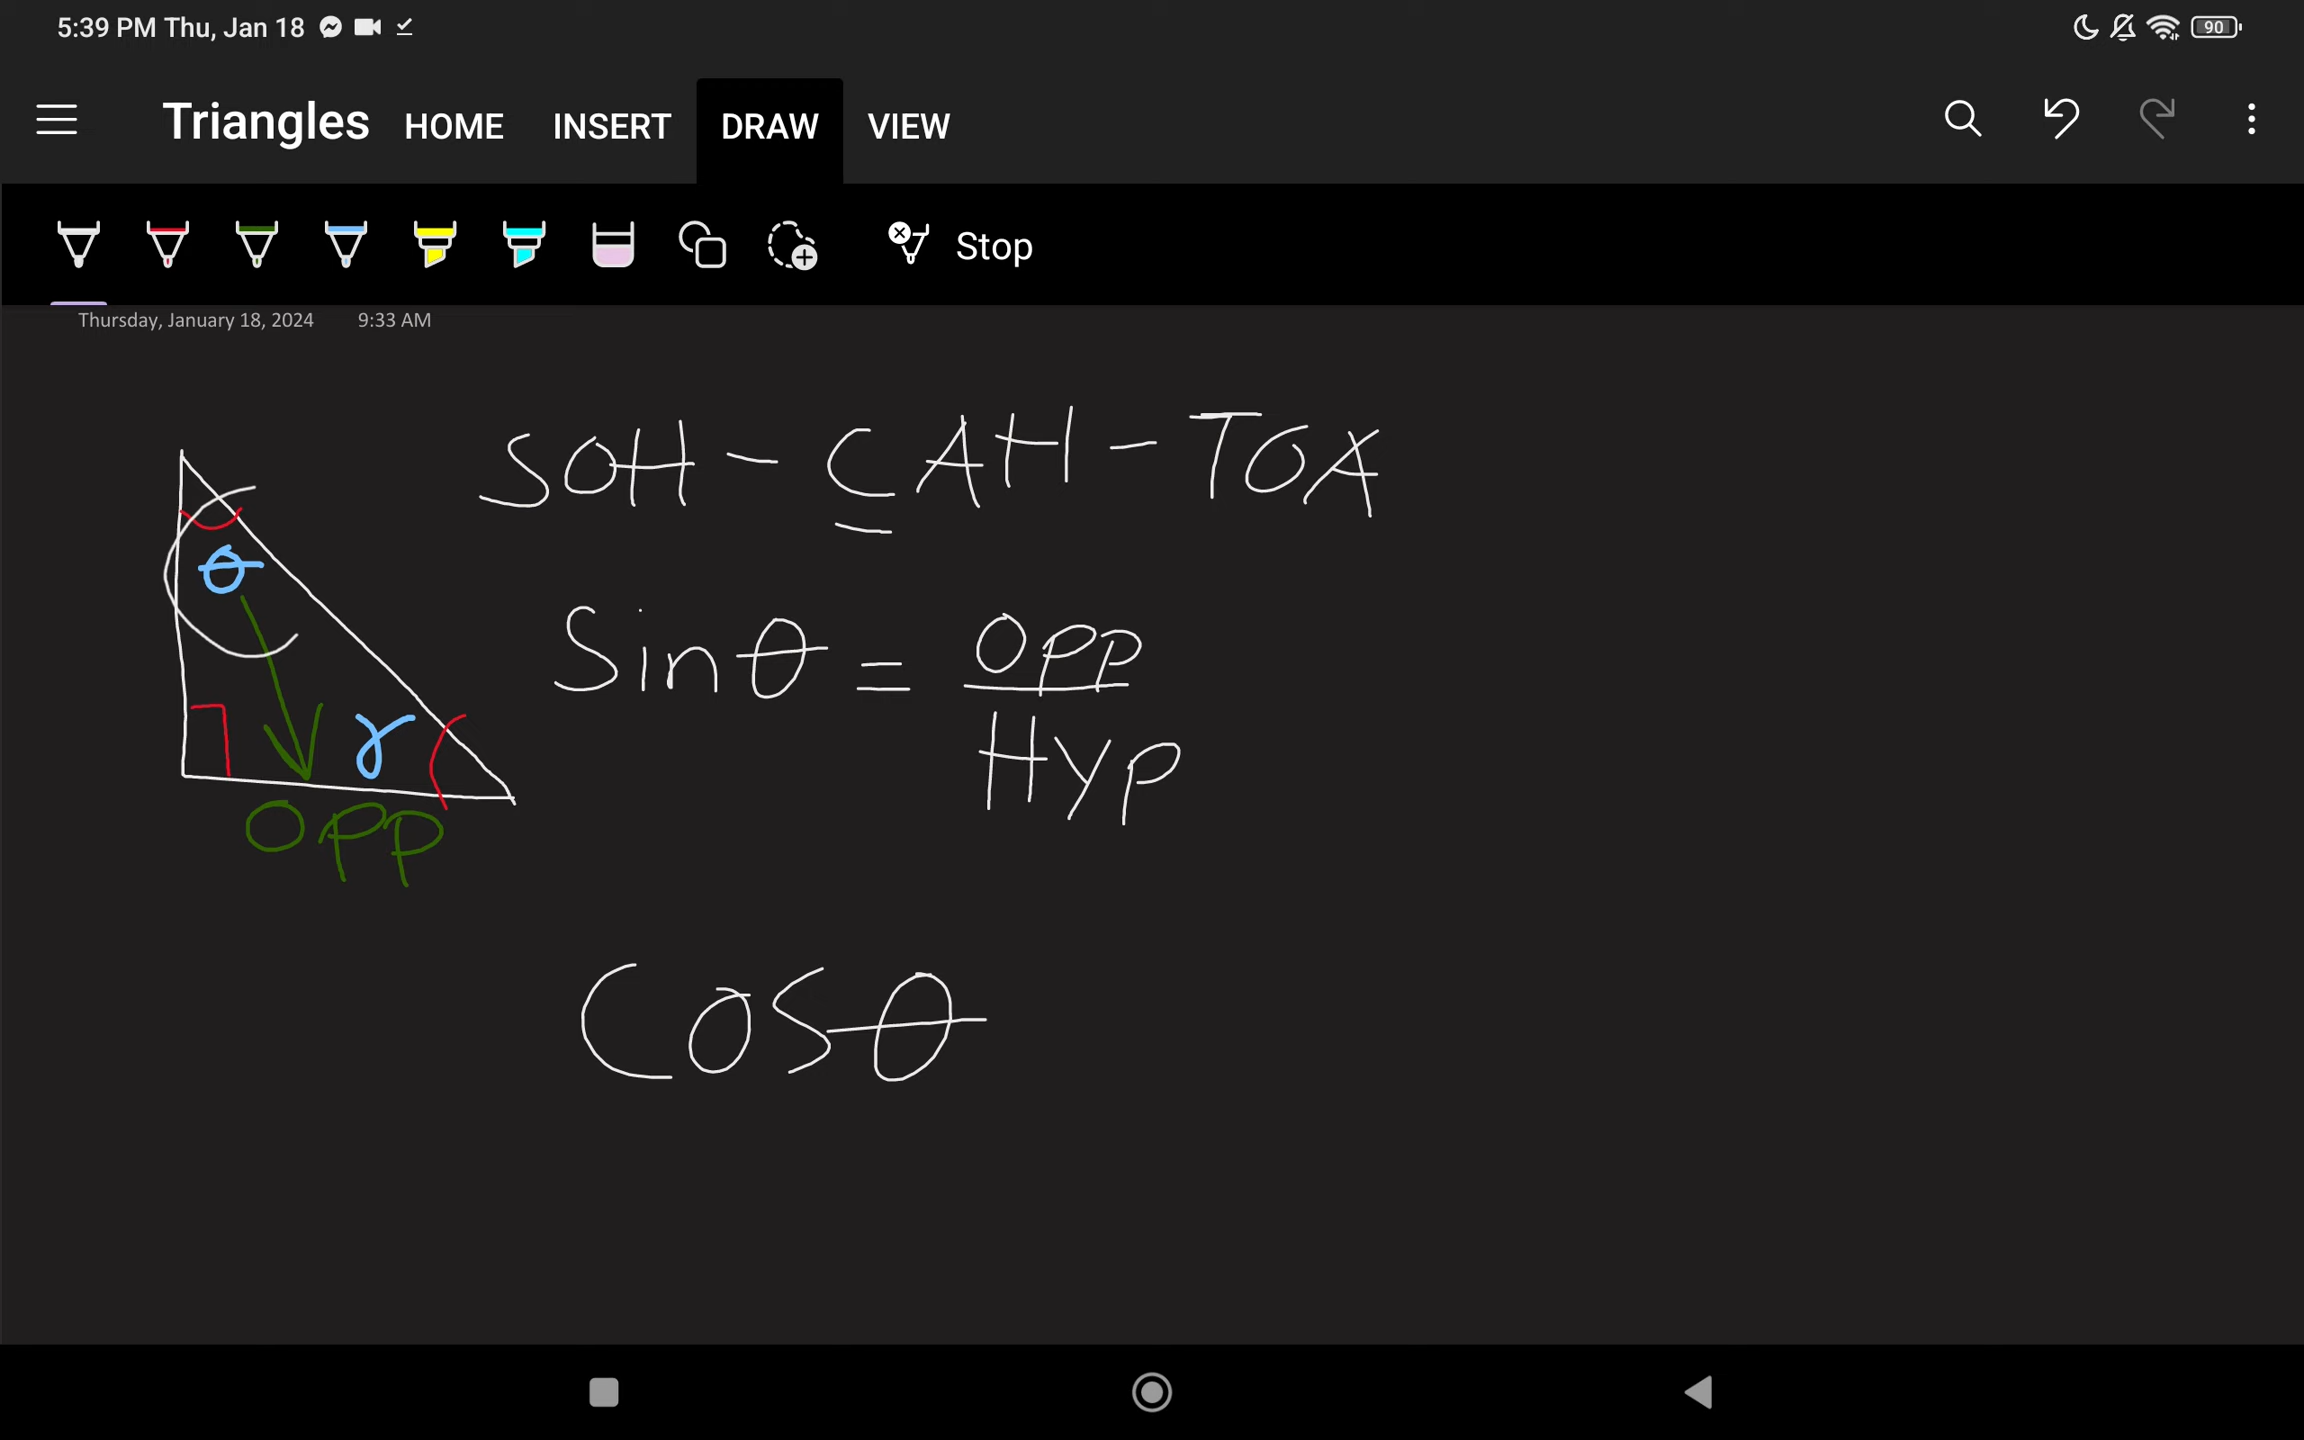 5:39 PM Thu, Jan 18
90
Triangles HOME INSERT DRAW VIEW
Stop
Thursday, January 18, 2024 9:33 AM
SOH - CAH - TOA
θ
Sinθ = OPP
HYP
γ
OPP
COSθ